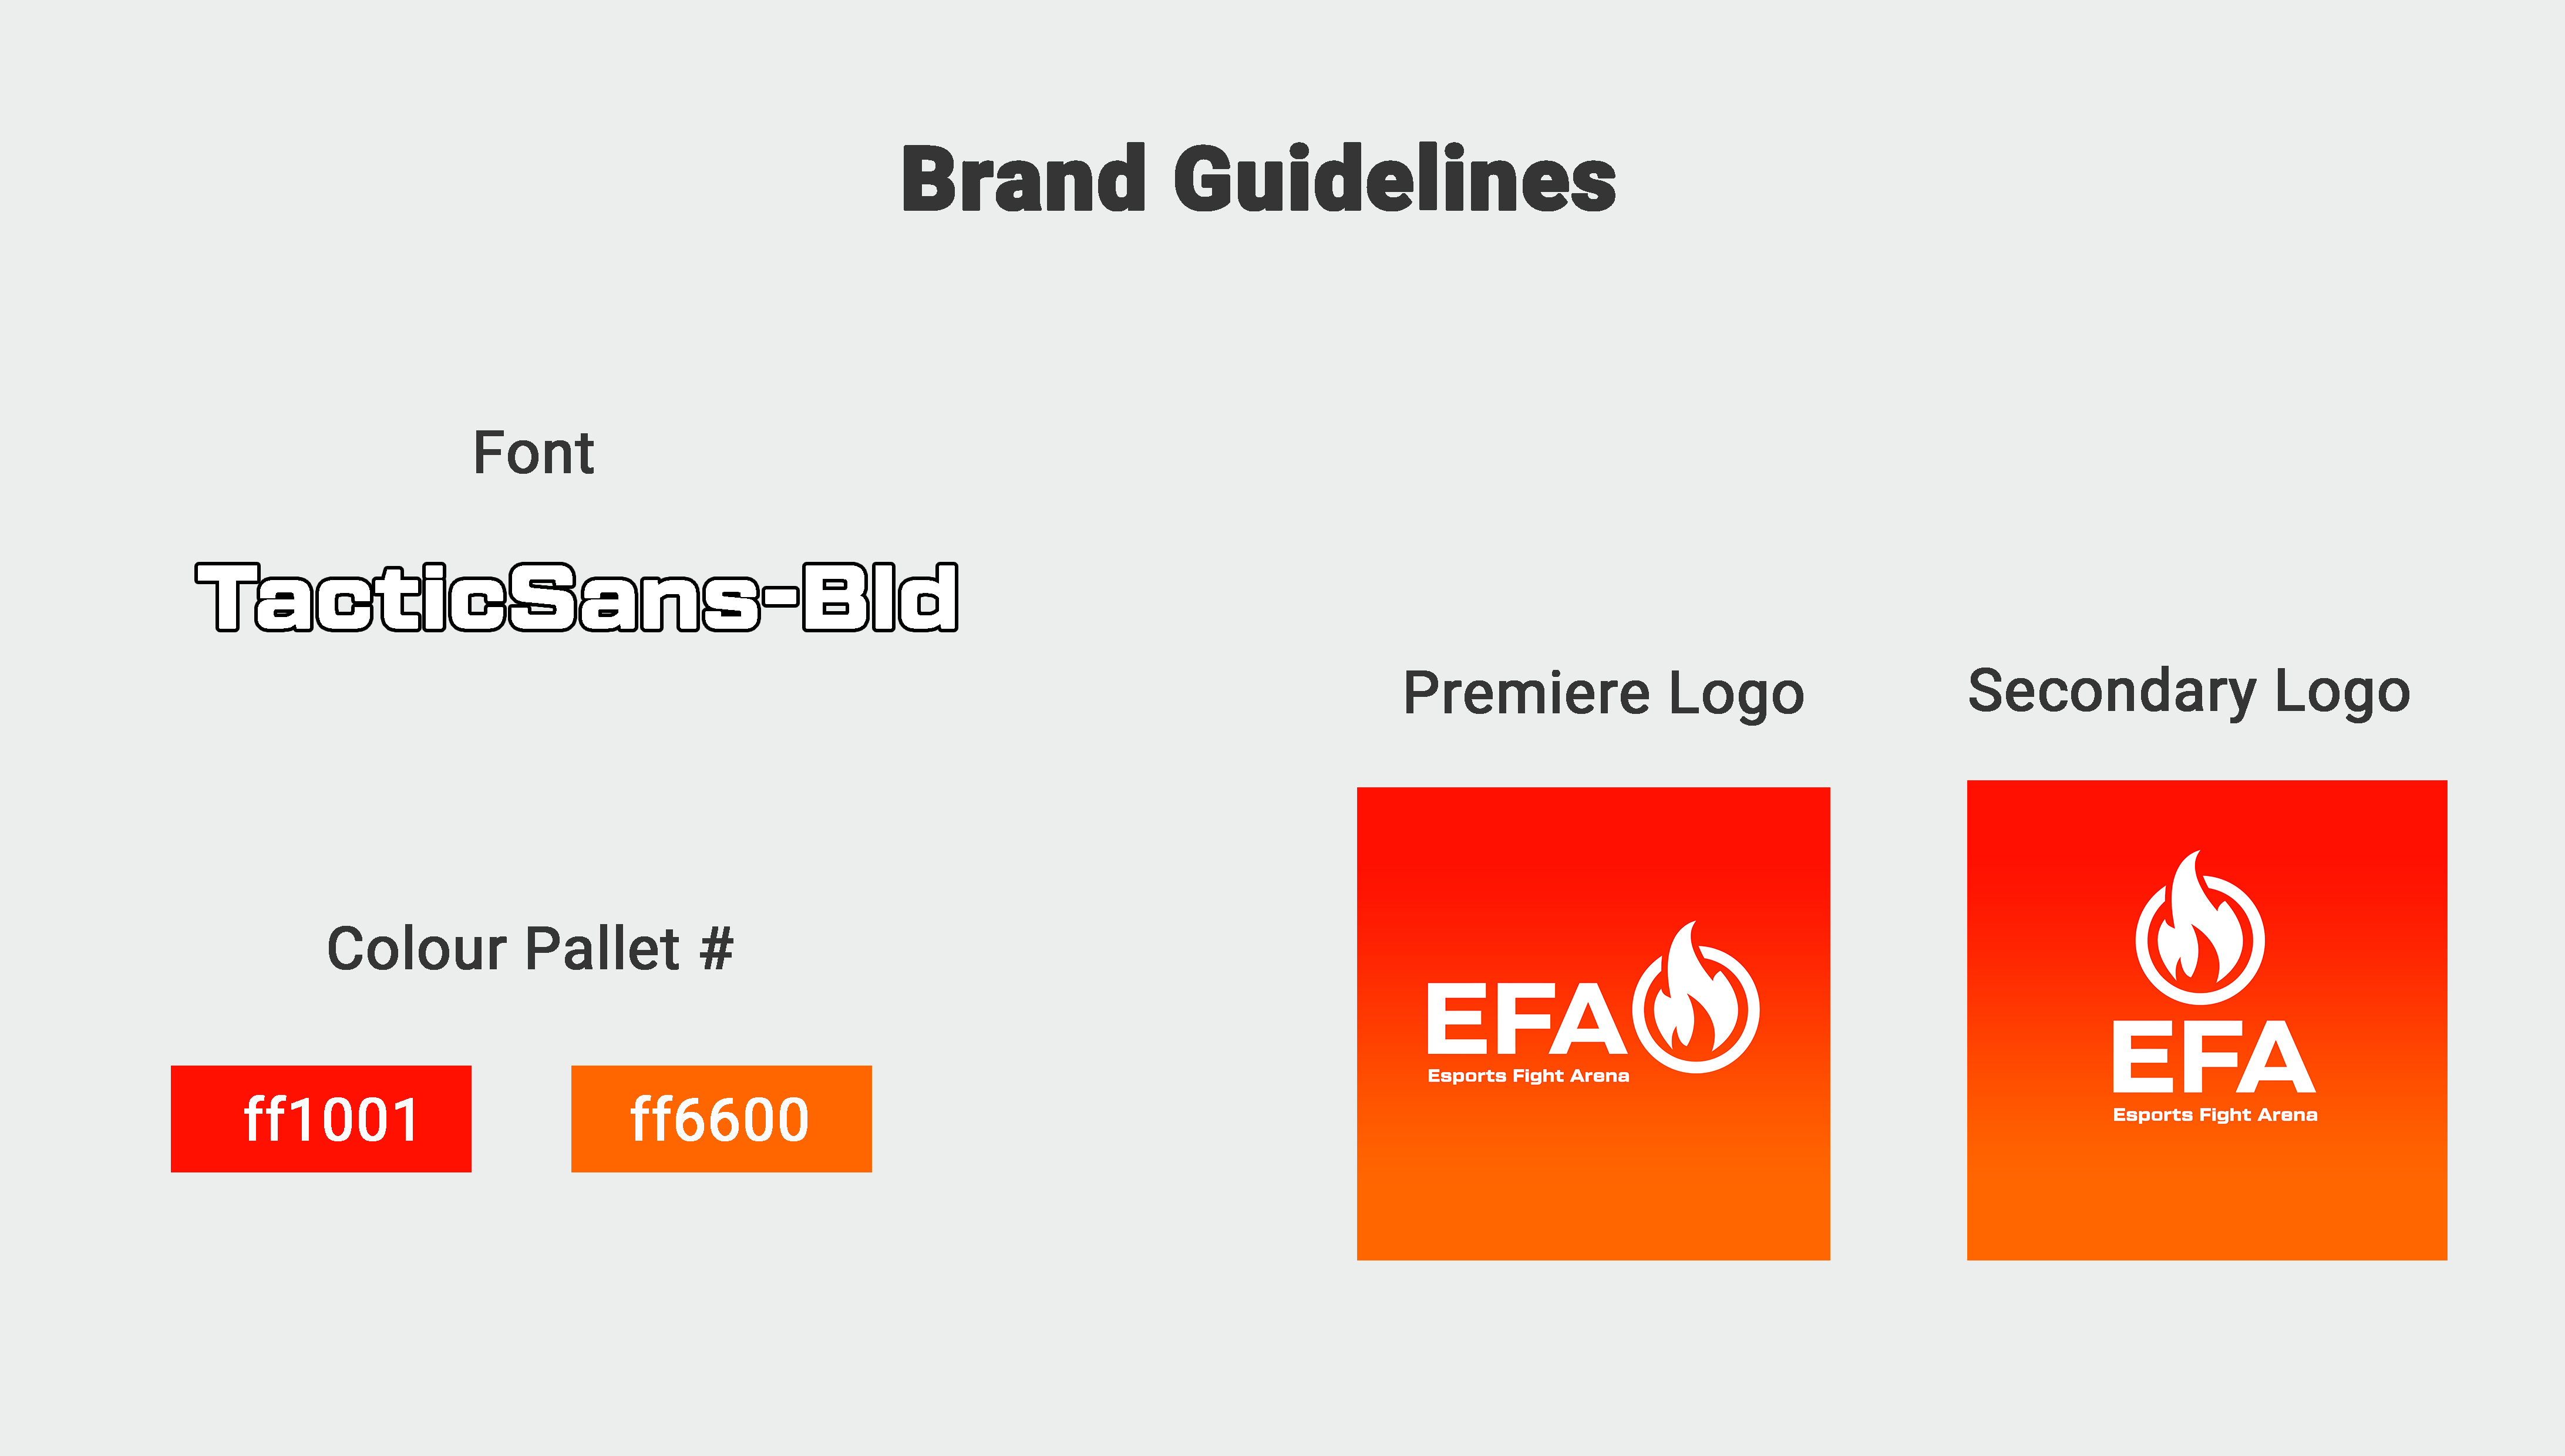 Brand Guidelines
Font
TacticSans-Bld
Colour Pallet #
ff1001
ff6600
Premiere Logo
EFA
Esports Fight Arena
Secondary Logo
EFA
Esports Fight Arena